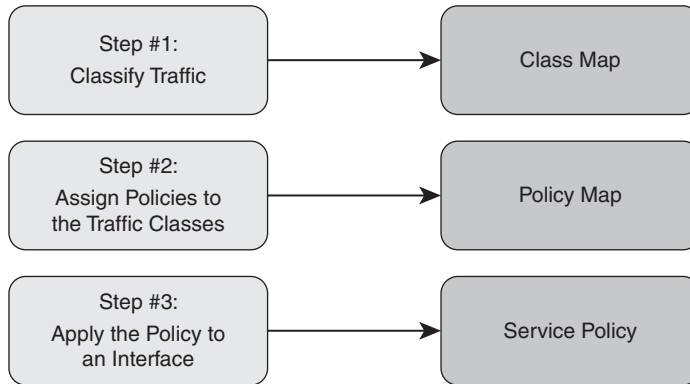 Step #1:
Classify Traffic
Class Map
Step #2:
Assign Policies to
the Traffic Classes
Policy Map
Step #3:
Apply the Policy to
an Interface
Service Policy